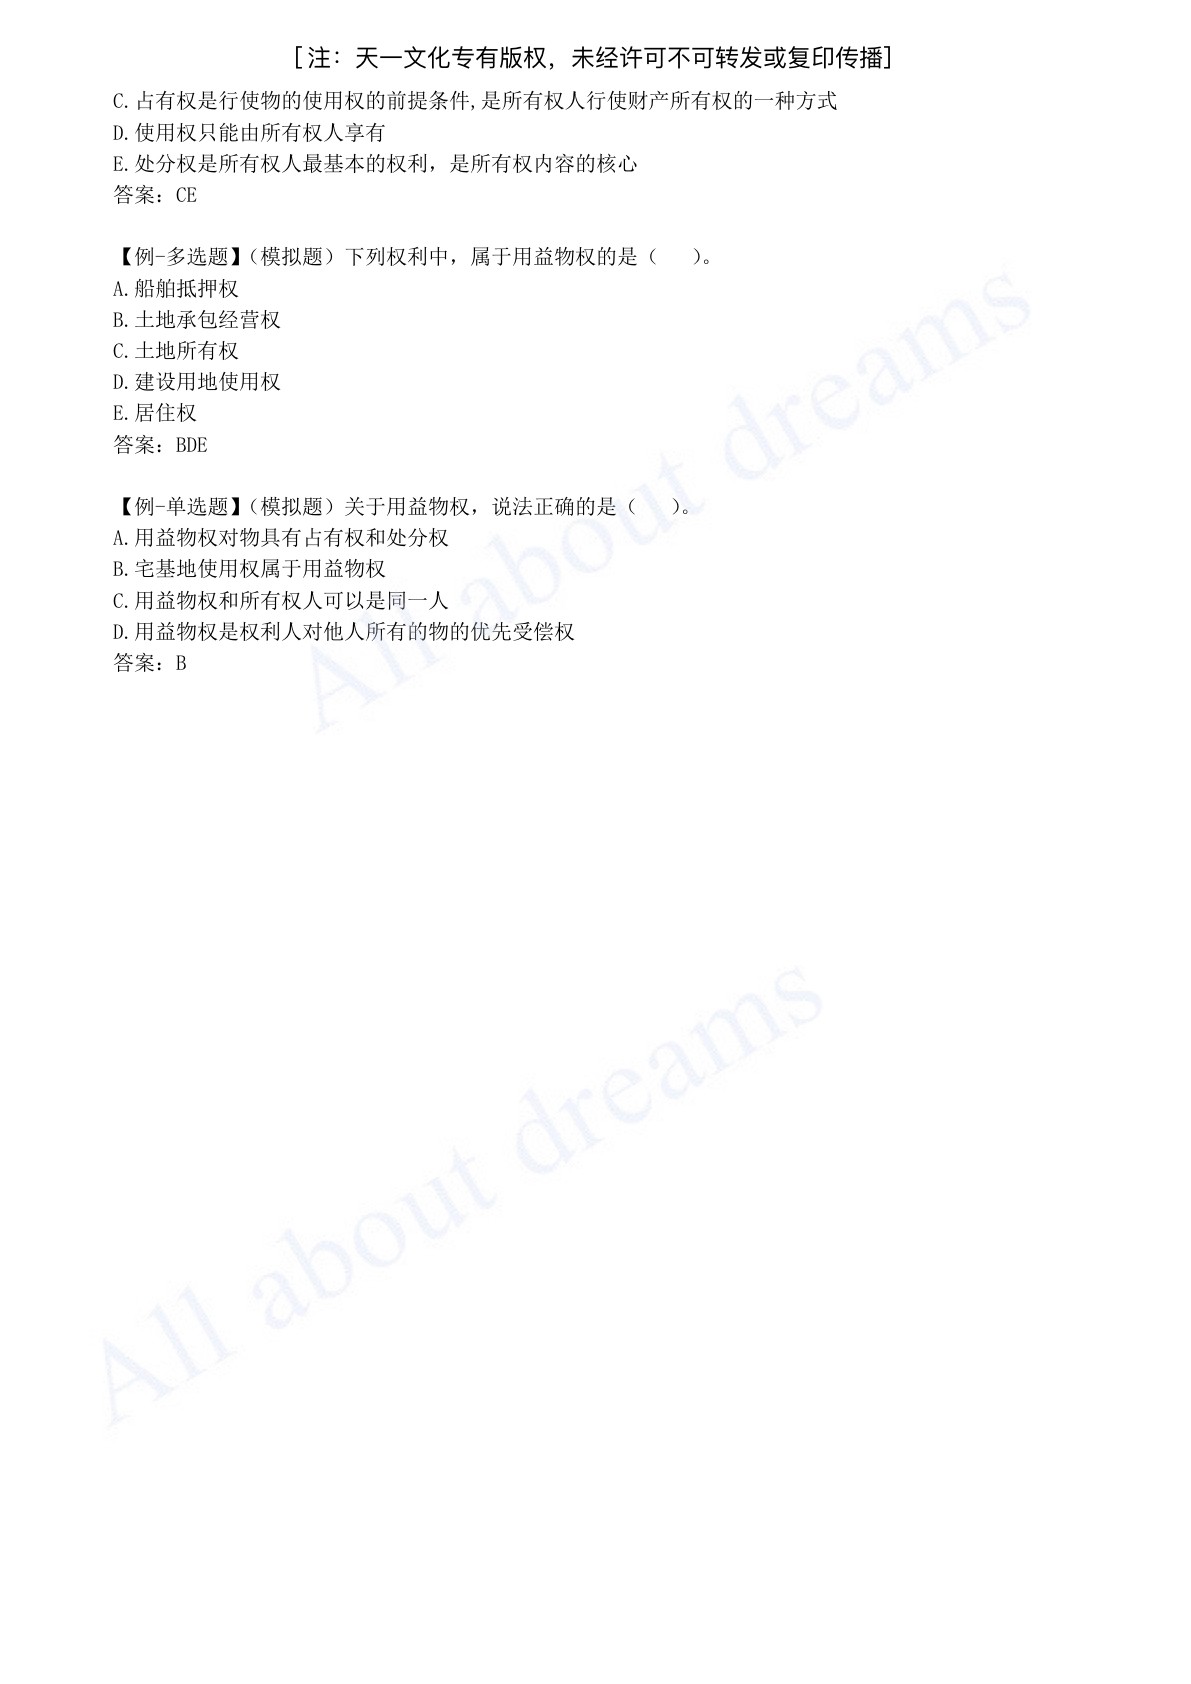 [注：天一文化专有版权，未经许可不可转发或复印传播]
C.占有权是行使物的使用权的前提条件,是所有权人行使财产所有权的一种方式
D.使用权只能由所有权人享有
E.处分权是所有权人最基本的权利，是所有权内容的核心
答案：CE
【例-多选题】（模拟题）下列权利中，属于用益物权的是（ ）。
A.船舶抵押权
B.土地承包经营权
C.土地所有权
D.建设用地使用权
E.居住权
答案：BDE
【例-单选题】（模拟题）关于用益物权，说法正确的是（ ）。
A.用益物权对物具有占有权和处分权
B.宅基地使用权属于用益物权
C.用益物权和所有权人可以是同一人
D.用益物权是权利人对他人所有的物的优先受偿权
答案：B
All about dreams
All about dreams